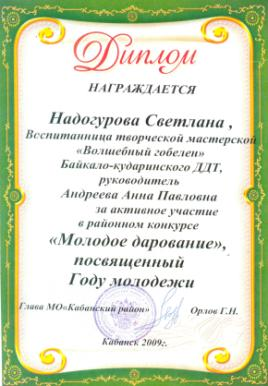 Диплом
НАГРАЖДАЕТСЯ
Надогурова Светлана ,
Воспитанница творческой мастерской
«Волшебный гобелен»
Байкало-кударинского ДДТ,
руководитель
Андреева Анна Павловна
за активное участие
в районном конкурсе
«Молодое дарование»,
посвященный
Году молодежи
Глава МО«Кабанский район» Орлов Г.Н.
Кабанск 2009г.